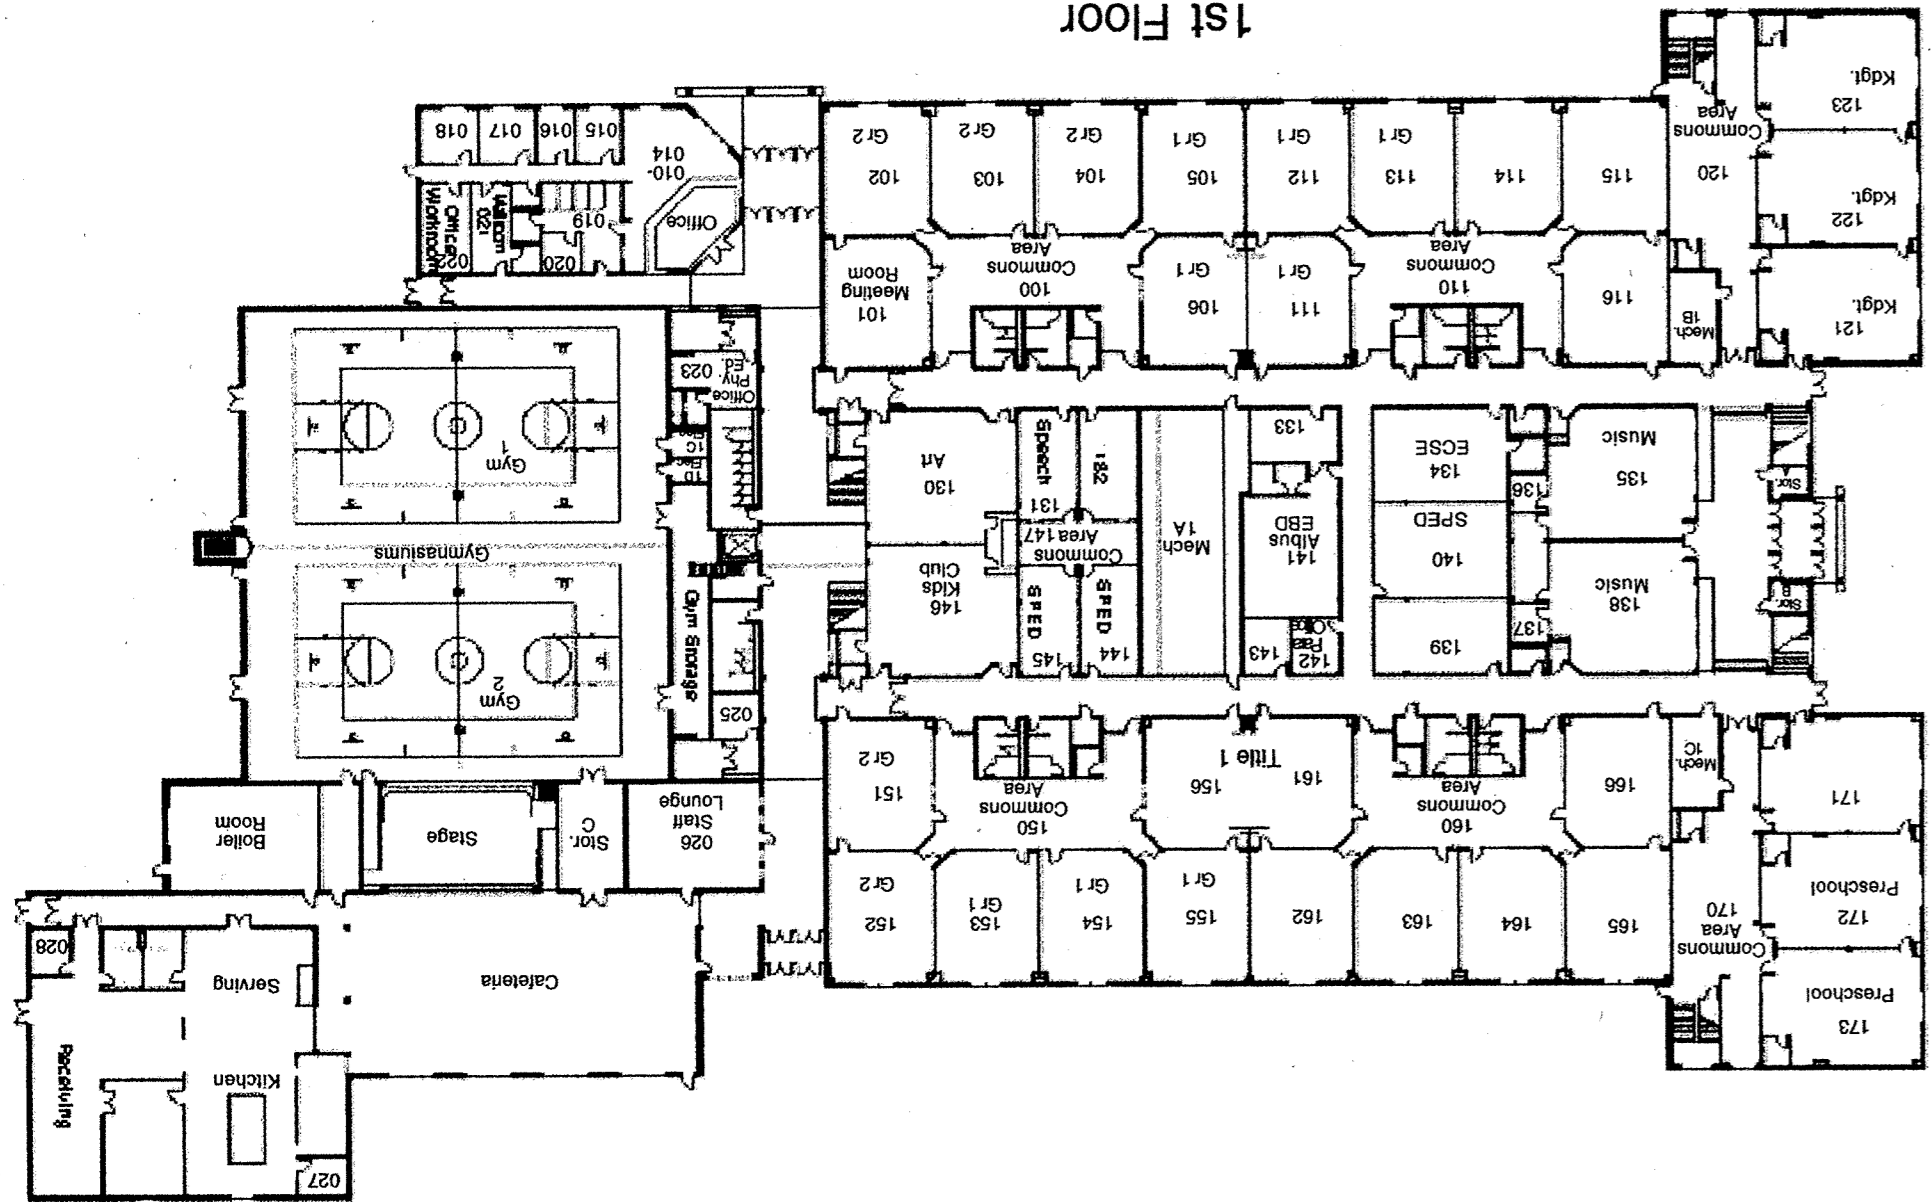 173
Preschool
172
Preschool
171
Commons
Area
170
Mech.
1C
165
164
163
162
155
Gr 1
154
Gr 1
153
Gr 1
152
Gr 2
166
160
Commons
Area
161
156
Title 1
150
Commons
Area
151
Gr 2
027
Kitchen
Receiving
Serving
028
Cafeteria
026
Staff
Lounge
Stor.
C
Stage
Boiler
Room
Stor.
B
138
Music
137
139
140
SPED
142
Para
Office
143
141
Albus
EBD
Mech
1A
144
SPED
145
SPED
Commons
Area 147
146
Kids
Club
025
Gym Storage
Gym
2
Gymnasiums
Stor.
A
135
Music
136
134
ECSE
133
132
131
Speech
130
Art
1D
Elec
1C
Elec
Gym
1
Office
Phy.
Ed.
023
121
Kdgt.
122
Kdgt.
123
Kdgt.
Mech.
1B
120
Commons
Area
116
110
Commons
Area
111
Gr 1
106
Gr 1
100
Commons
Area
101
Meeting
Room
115
114
113
Gr 1
112
Gr 1
105
Gr 1
104
Gr 2
103
Gr 2
102
Gr 2
Office
020
019
021
Mailroom
022
Office
Workroom
010-
014
015
016
017
018
1st Floor